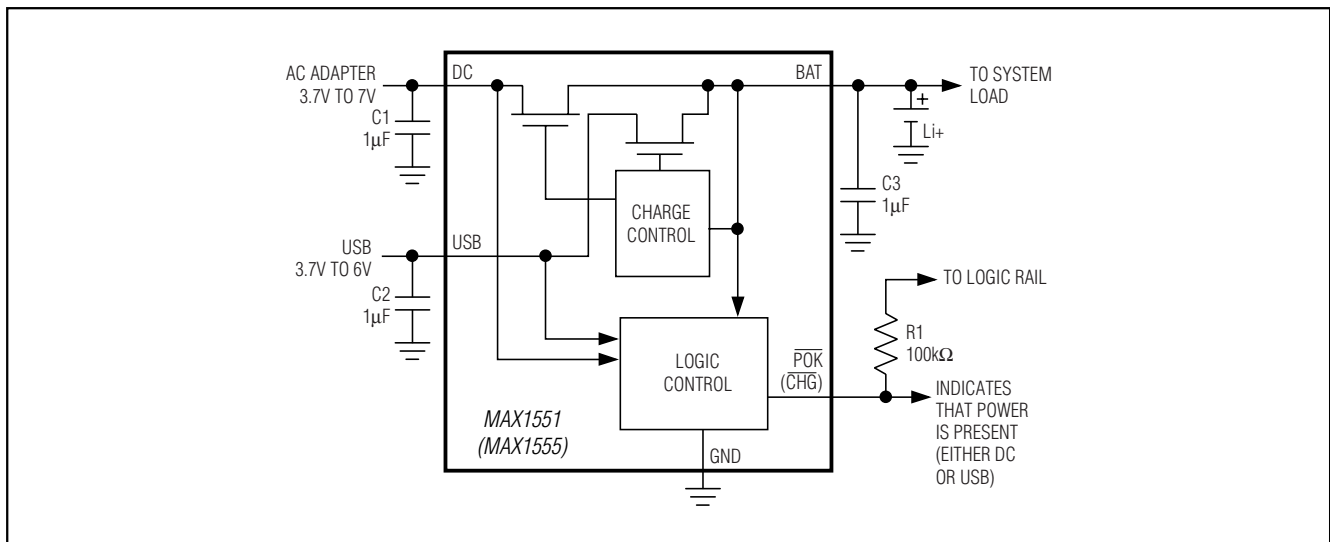 AC ADAPTER
3.7V TO 7V
DC
BAT
TO SYSTEM
LOAD
C1
1μF
+
Li+
C3
1μF
CHARGE
CONTROL
USB
3.7V TO 6V
USB
C2
1μF
TO LOGIC RAIL
R1
100kΩ
LOGIC
CONTROL
P̅O̅K̅
(C̅H̅G̅)
INDICATES
THAT POWER
IS PRESENT
(EITHER DC
OR USB)
MAX1551
(MAX1555)
GND